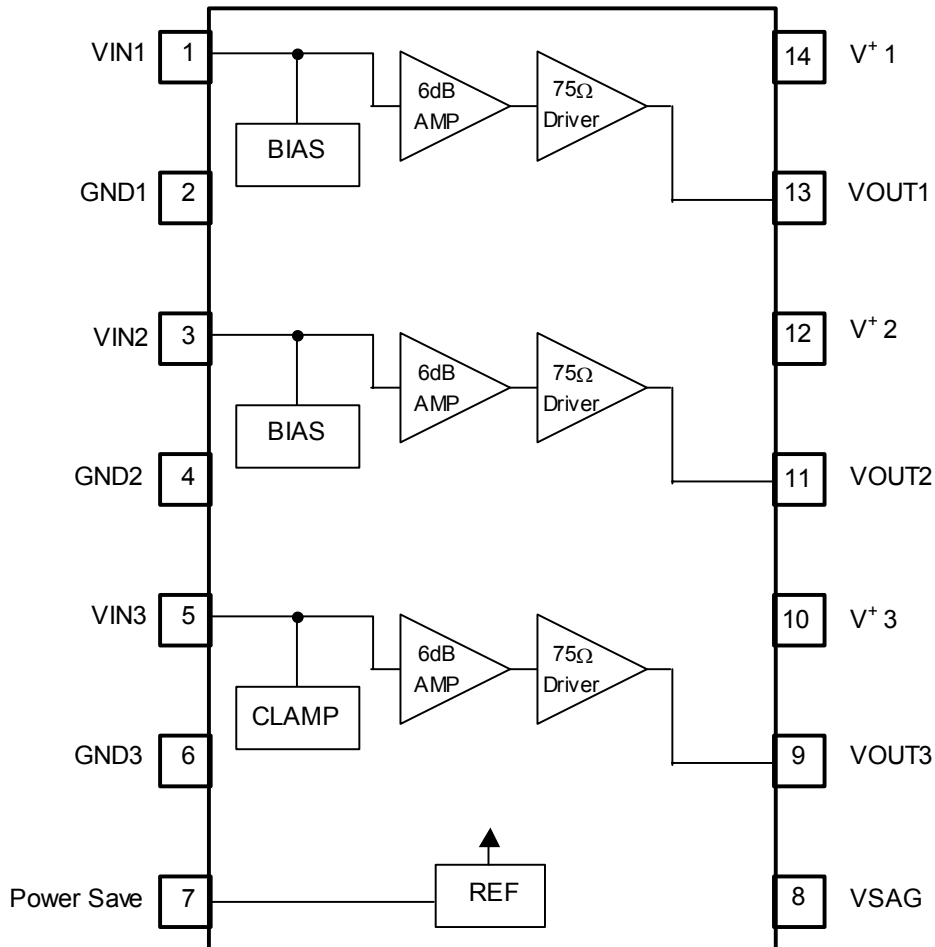 VIN1 1 14 V+ 1
6dB
AMP
75Ω
Driver
BIAS
GND1 2 13 VOUT1
VIN2 3 12 V+ 2
6dB
AMP
75Ω
Driver
BIAS
GND2 4 11 VOUT2
VIN3 5 10 V+ 3
6dB
AMP
75Ω
Driver
CLAMP
GND3 6 9 VOUT3
Power Save 7 REF 8 VSAG